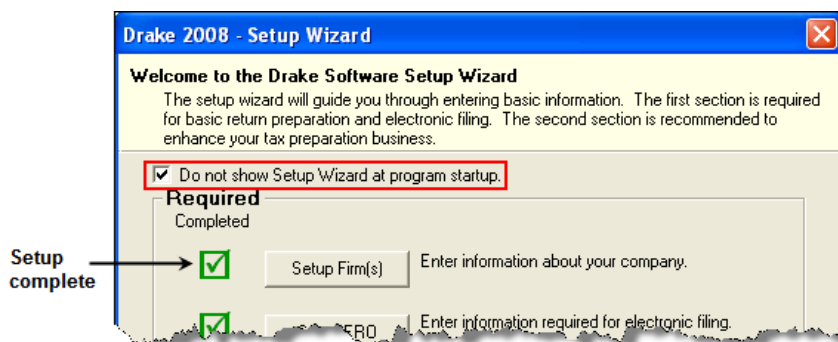 Drake 2008 - Setup Wizard
Welcome to the Drake Software Setup Wizard
The setup wizard will guide you through entering basic information. The first section is required
for basic return preparation and electronic filing. The second section is recommended to
enhance your tax preparation business.
Do not show Setup Wizard at program startup.
Required
Completed
Setup
complete
Setup Firm(s)
Enter information about your company.
ERO
Enter information required for electronic filing.